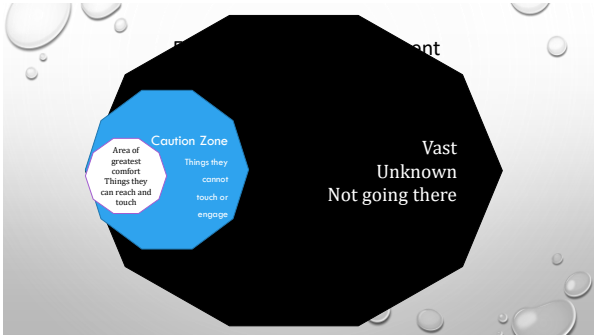 ent
Caution Zone
Things they
cannot
touch or
engage
Area of
greatest
comfort
Things they
can reach and
touch
Vast
Unknown
Not going there